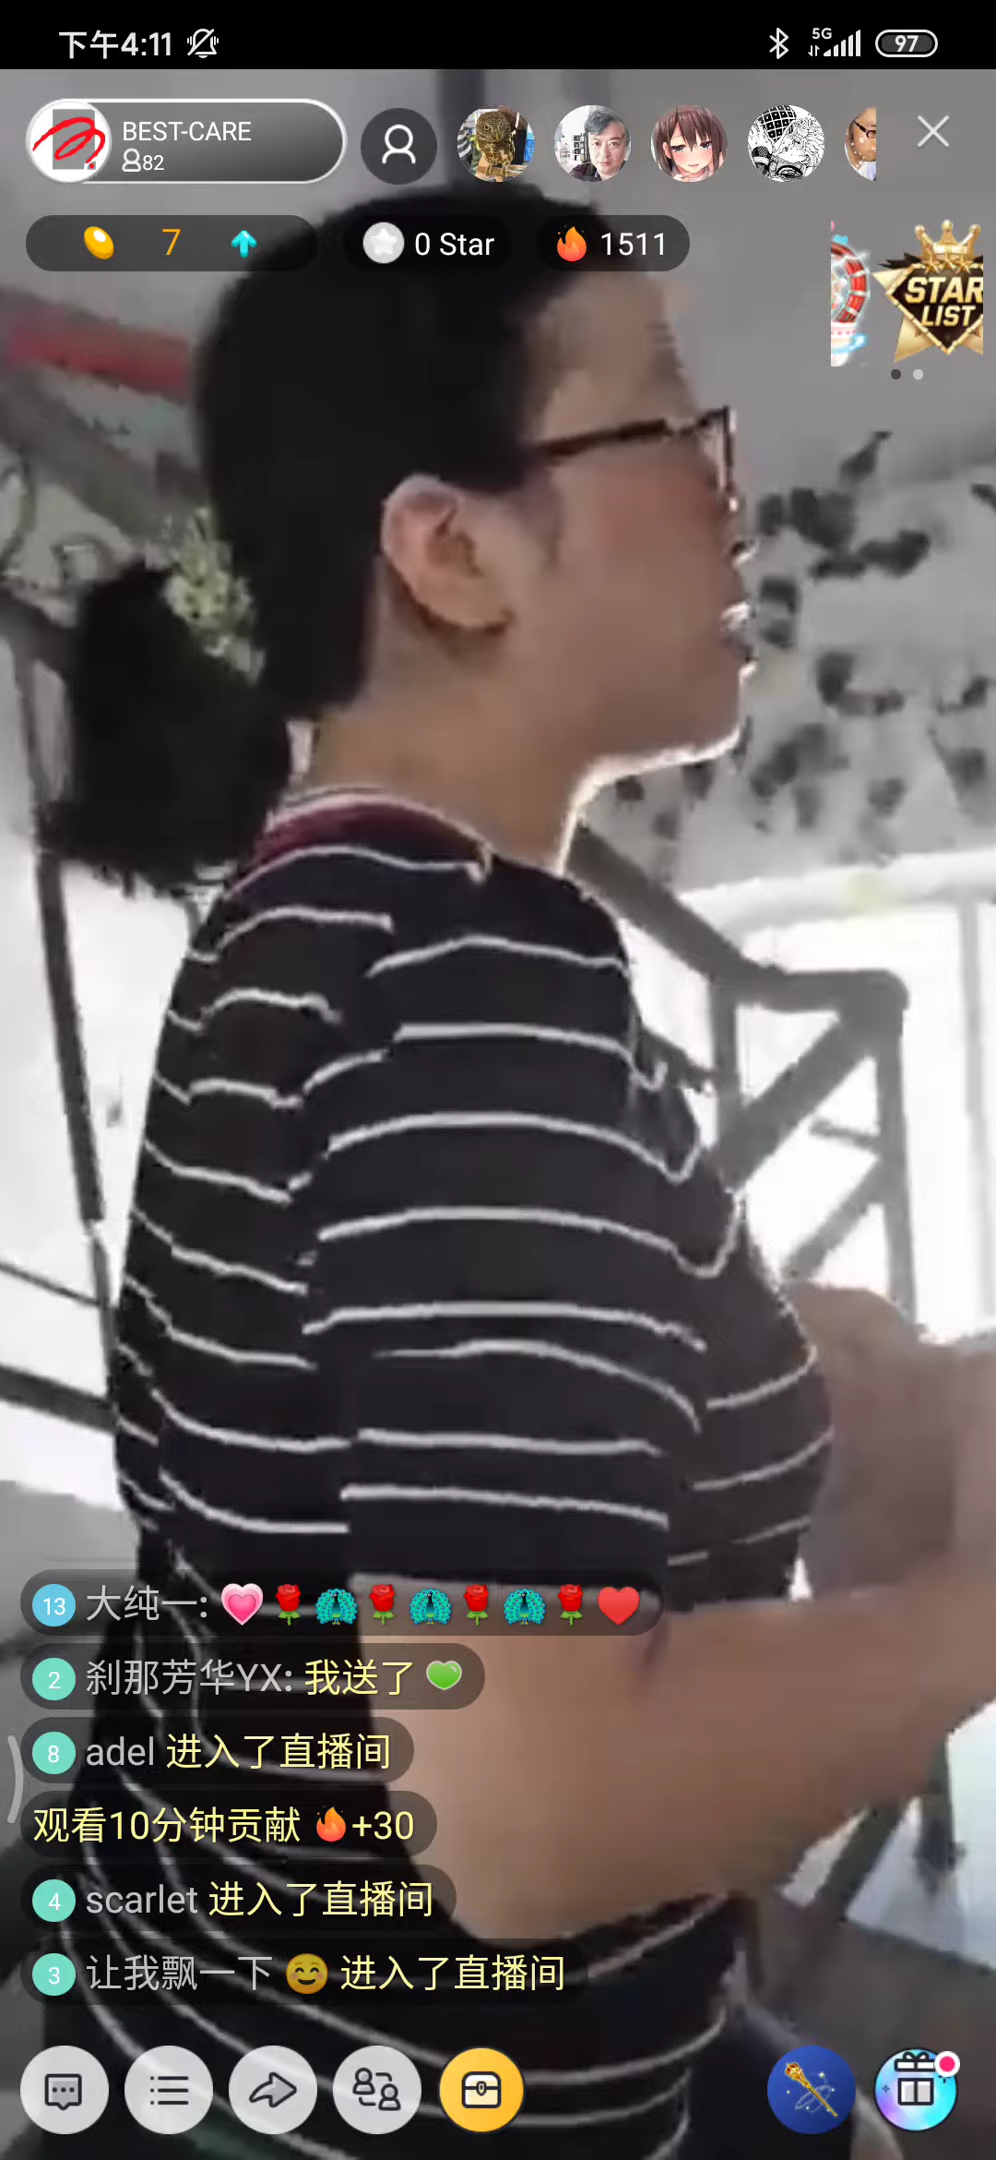 下午4:11
5G
97
BEST-CARE
82
7
0 Star
1511
STAR
LIST
13 大纯一:
2 刹那芳华YX: 我送了
8 adel 进入了直播间
观看10分钟贡献 +30
4 scarlet 进入了直播间
3 让我飘一下 进入了直播间